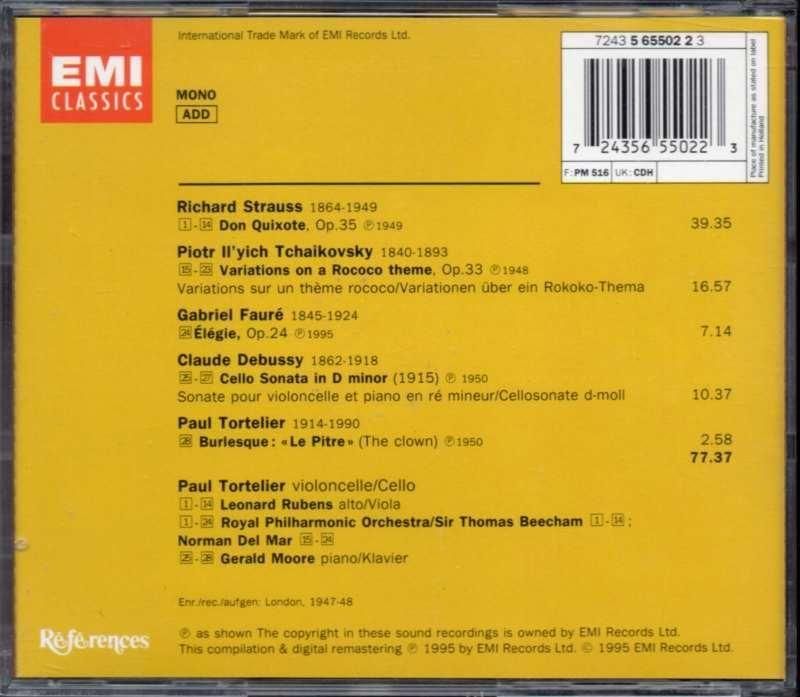 International Trade Mark of EMI Records Ltd.
EMI
CLASSICS
MONO
ADD
7243 5 65502 2 3
7 24356 55022 3
F: PM 516 UK: CDH
Place of manufacture as stated on label
Printed in Holland
Richard Strauss 1864-1949
1-14 Don Quixote, Op.35 ℗ 1949 39.35
Piotr Il'yich Tchaikovsky 1840-1893
15-23 Variations on a Rococo theme, Op.33 ℗ 1948
Variations sur un thème rococo/Variationen über ein Rokoko-Thema 16.57
Gabriel Fauré 1845-1924
24 Élégie, Op.24 ℗ 1995 7.14
Claude Debussy 1862-1918
25-27 Cello Sonata in D minor (1915) ℗ 1950
Sonate pour violoncelle et piano en ré mineur/Cellosonate d-moll 10.37
Paul Tortelier 1914-1990
28 Burlesque: «Le Pitre» (The clown) ℗ 1950 2.58
77.37
Paul Tortelier violoncelle/Cello
1-14 Leonard Rubens alto/Viola
1-24 Royal Philharmonic Orchestra/Sir Thomas Beecham 1-14;
Norman Del Mar 15-24
25-28 Gerald Moore piano/Klavier
Enr./rec./aufgen: London, 1947-48
Références
℗ as shown The copyright in these sound recordings is owned by EMI Records Ltd.
This compilation & digital remastering ℗ 1995 by EMI Records Ltd. © 1995 EMI Records Ltd.